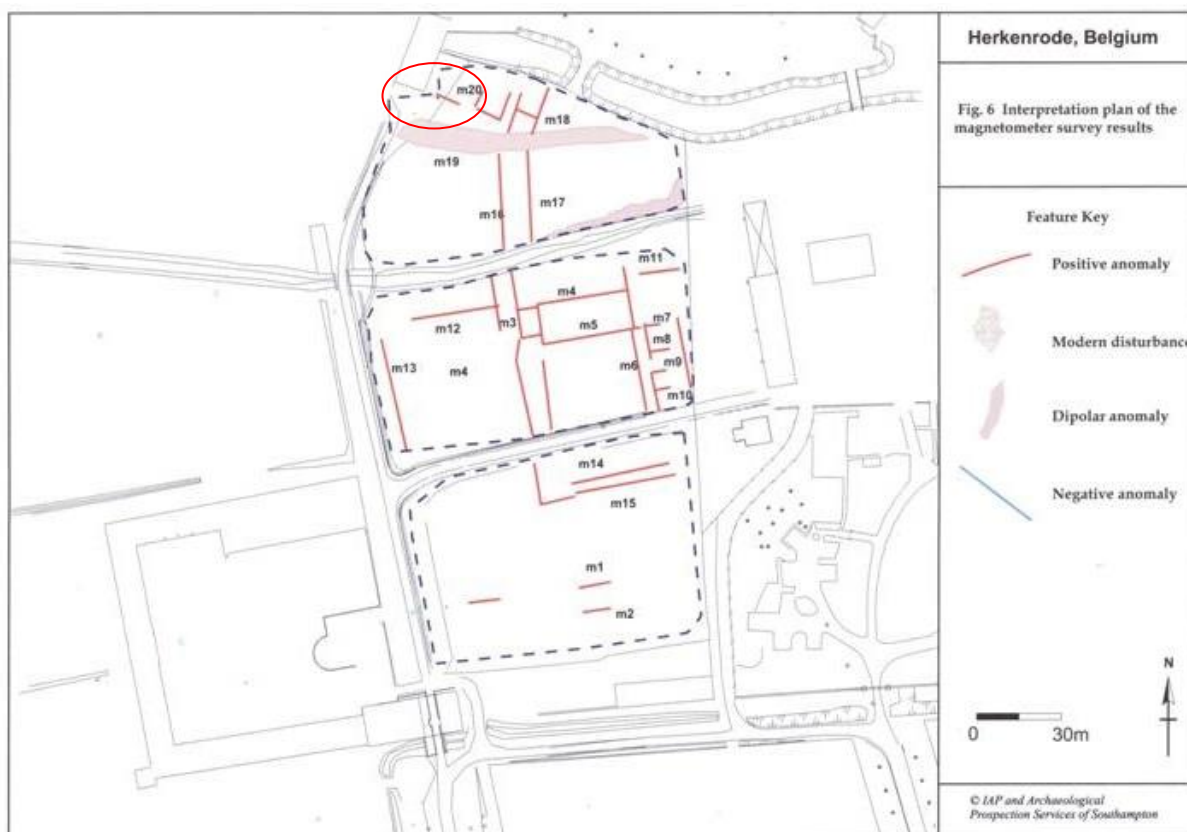 Herkenrode, Belgium
Fig. 6 Interpretation plan of the
magnetometer survey results
Feature Key
Positive anomaly
Modern disturbance
Dipolar anomaly
Negative anomaly
N
0 30m
© IAP and Archaeological
Prospection Services of Southampton
m20
m18
m19
m16
m17
m11
m4
m12
m3
m5
m7
m8
m13
m4
m6
m9
m10
m14
m15
m1
m2